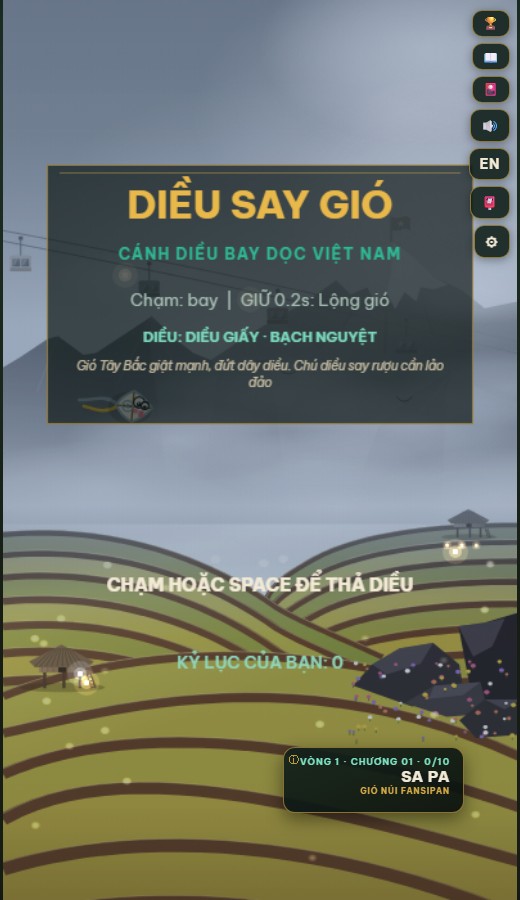 EN
DIỀU SAY GIÓ
CÁNH DIỀU BAY DỌC VIỆT NAM
Chạm: bay | GIỮ 0.2s: Lộng gió
DIỀU: DIỀU GIẤY · BẠCH NGUYỆT
Gió Tây Bắc giật mạnh, đứt dây diều. Chú diều say rượu cần lảo
đảo
CHẠM HOẶC SPACE ĐỂ THẢ DIỀU
KỶ LỤC CỦA BẠN: 0
VÒNG 1 · CHƯƠNG 01 · 0/10
SA PA
GIÓ NÚI FANSIPAN